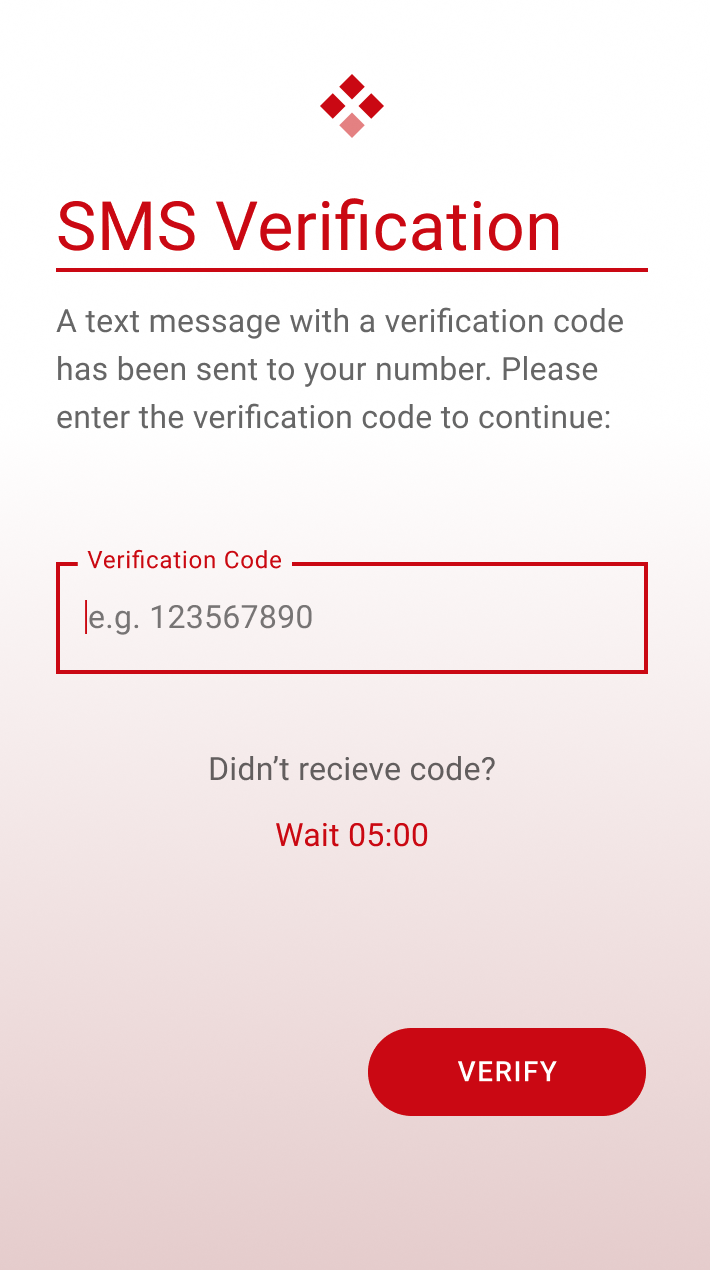 SMS Verification
A text message with a verification code
has been sent to your number. Please
enter the verification code to continue:
Verification Code
e.g. 123567890
Didn’t recieve code?
Wait 05:00
VERIFY